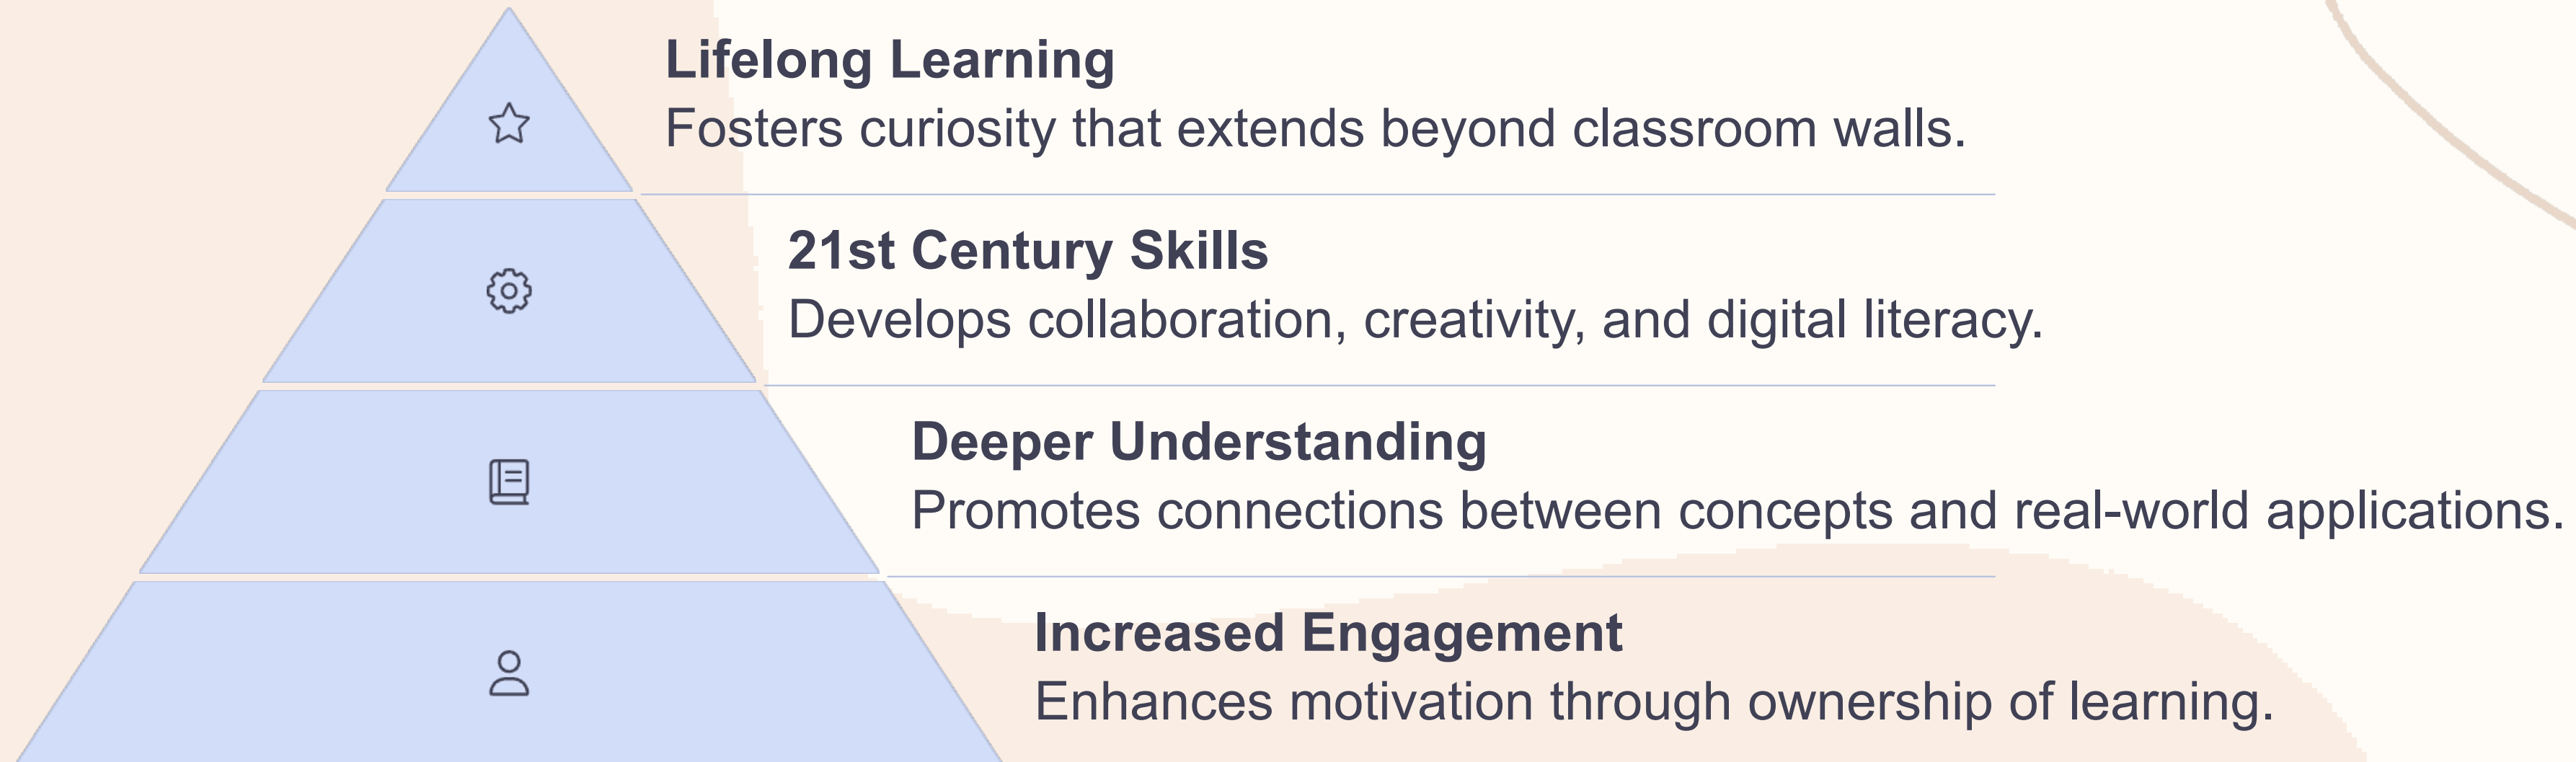 Lifelong Learning
Fosters curiosity that extends beyond classroom walls.
21st Century Skills
Develops collaboration, creativity, and digital literacy.
Deeper Understanding
Promotes connections between concepts and real-world applications.
Increased Engagement
Enhances motivation through ownership of learning.